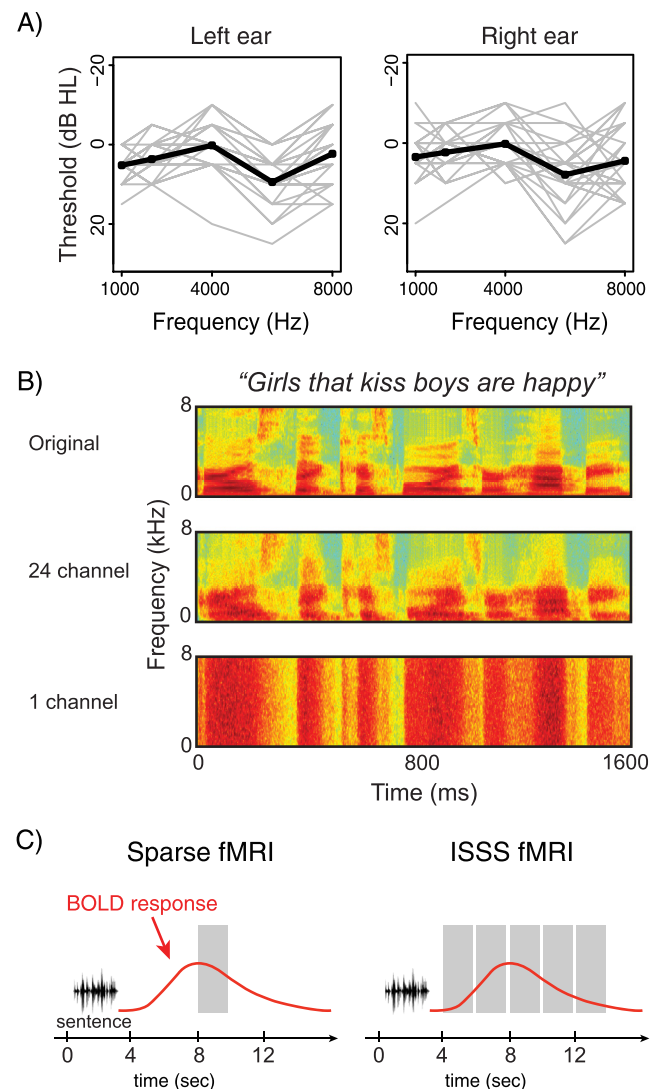 A)
Left ear
Right ear
Threshold (dB HL)
-20
0
20
-20
0
20
1000 4000 8000
1000 4000 8000
Frequency (Hz)
Frequency (Hz)
B)
“Girls that kiss boys are happy”
Original
24 channel
1 channel
Frequency (kHz)
8
0
8
0
8
0
0 800 1600
Time (ms)
C)
Sparse fMRI
ISSS fMRI
BOLD response
sentence
0 4 8 12
0 4 8 12
time (sec)
time (sec)